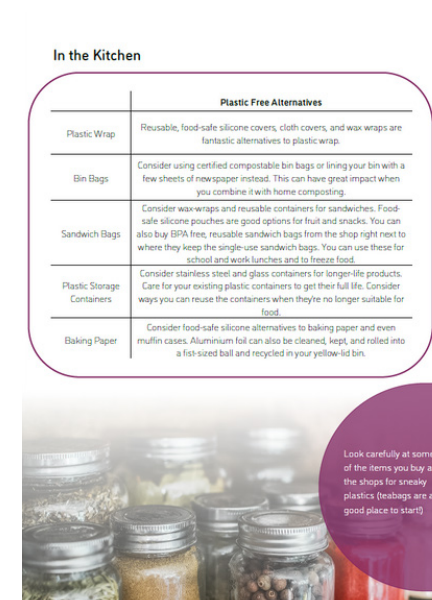 In the Kitchen
Plastic Free Alternatives
Plastic Wrap
Reusable, food-safe silicone covers, cloth covers, and wax wraps are
fantastic alternatives to plastic wrap.
Bin Bags
Consider using certified compostable bin bags or lining your bin with a
few sheets of newspaper instead. This can have great impact when
you combine it with home composting.
Sandwich Bags
Consider wax-wraps and reusable containers for sandwiches. Food-
safe silicone pouches are good options for fruit and snacks. You can
also buy BPA free, reusable sandwich bags from the shop right next to
where they keep the single-use sandwich bags. You can use these for
school and work lunches and to freeze food.
Plastic Storage
Containers
Consider stainless steel and glass containers for longer-life products.
Care for your existing plastic containers to get their full life. Consider
ways you can reuse the containers when they're no longer suitable for
food.
Baking Paper
Consider food-safe silicone alternatives to baking paper and even
muffin cases. Aluminium foil can also be cleaned, kept, and rolled into
a fist-sized ball and recycled in your yellow-lid bin.
Look carefully at some
of the items you buy a
the shops for sneaky
plastics (teabags are a
good place to start!)